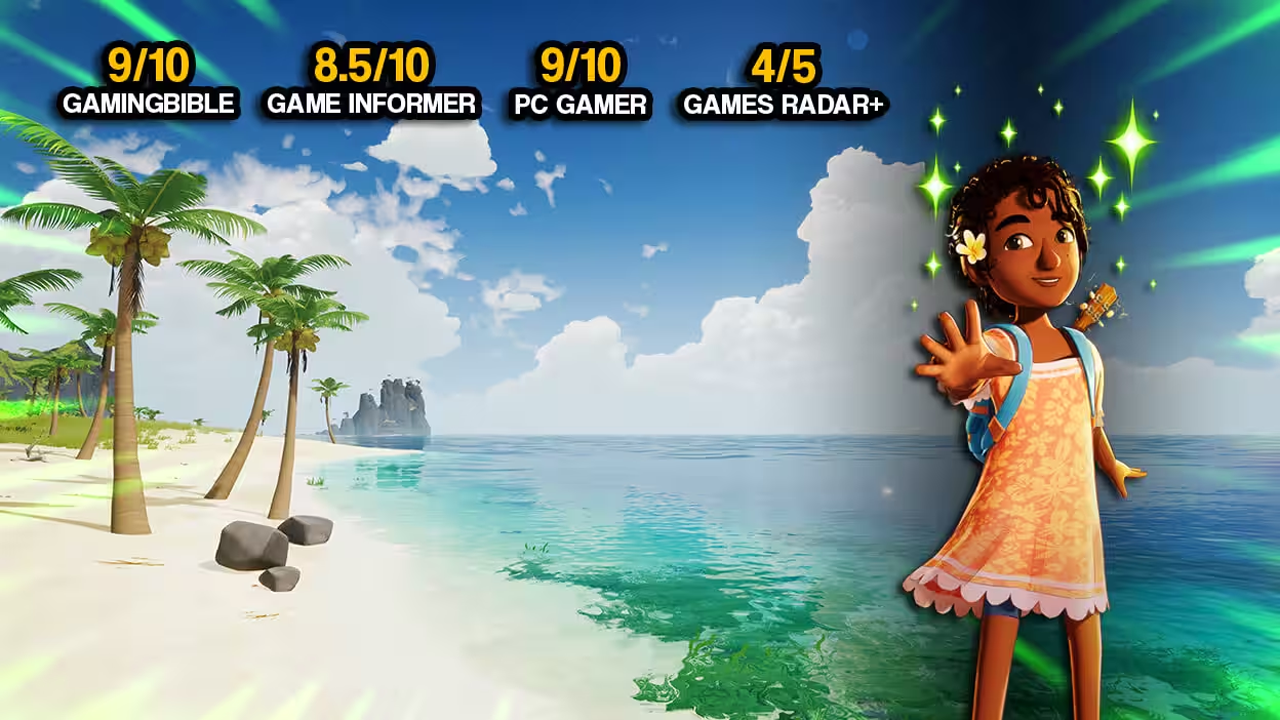 9/10
GAMINGBIBLE
8.5/10
GAME INFORMER
9/10
PC GAMER
4/5
GAMES RADAR+